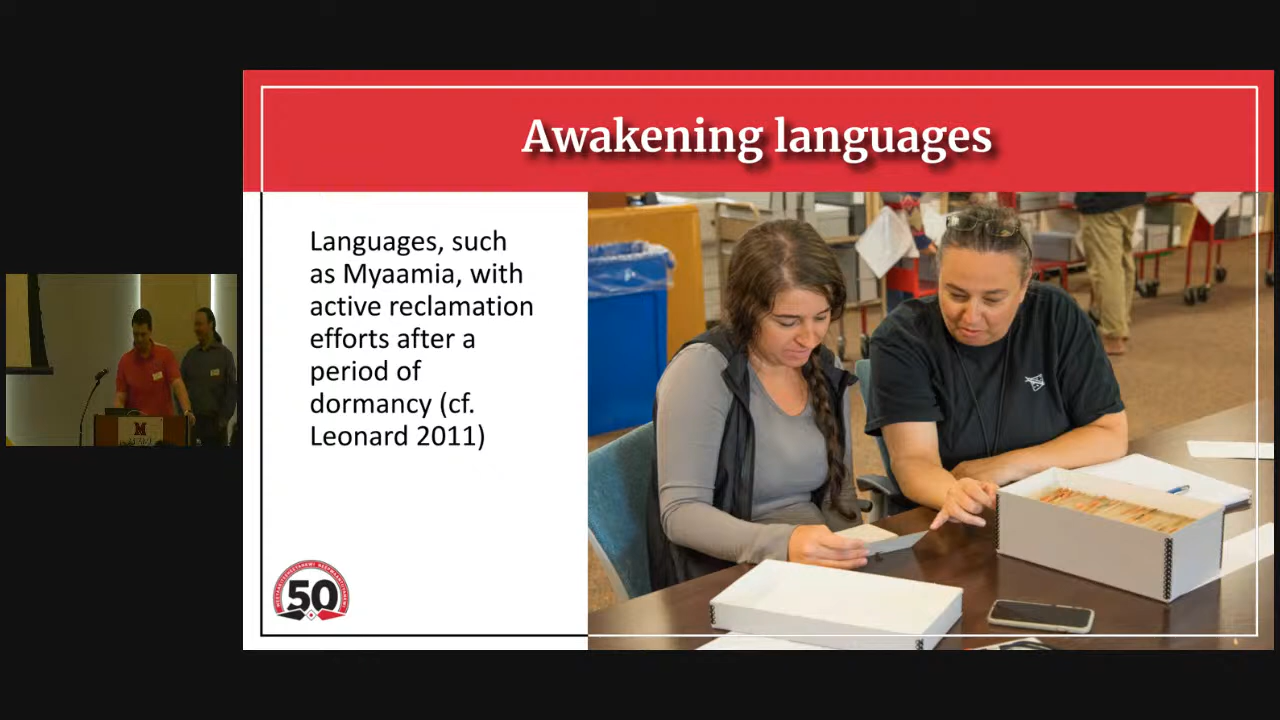 Awakening languages
Languages, such
as Myaamia, with
active reclamation
efforts after a
period of
dormancy (cf.
Leonard 2011)
50
M